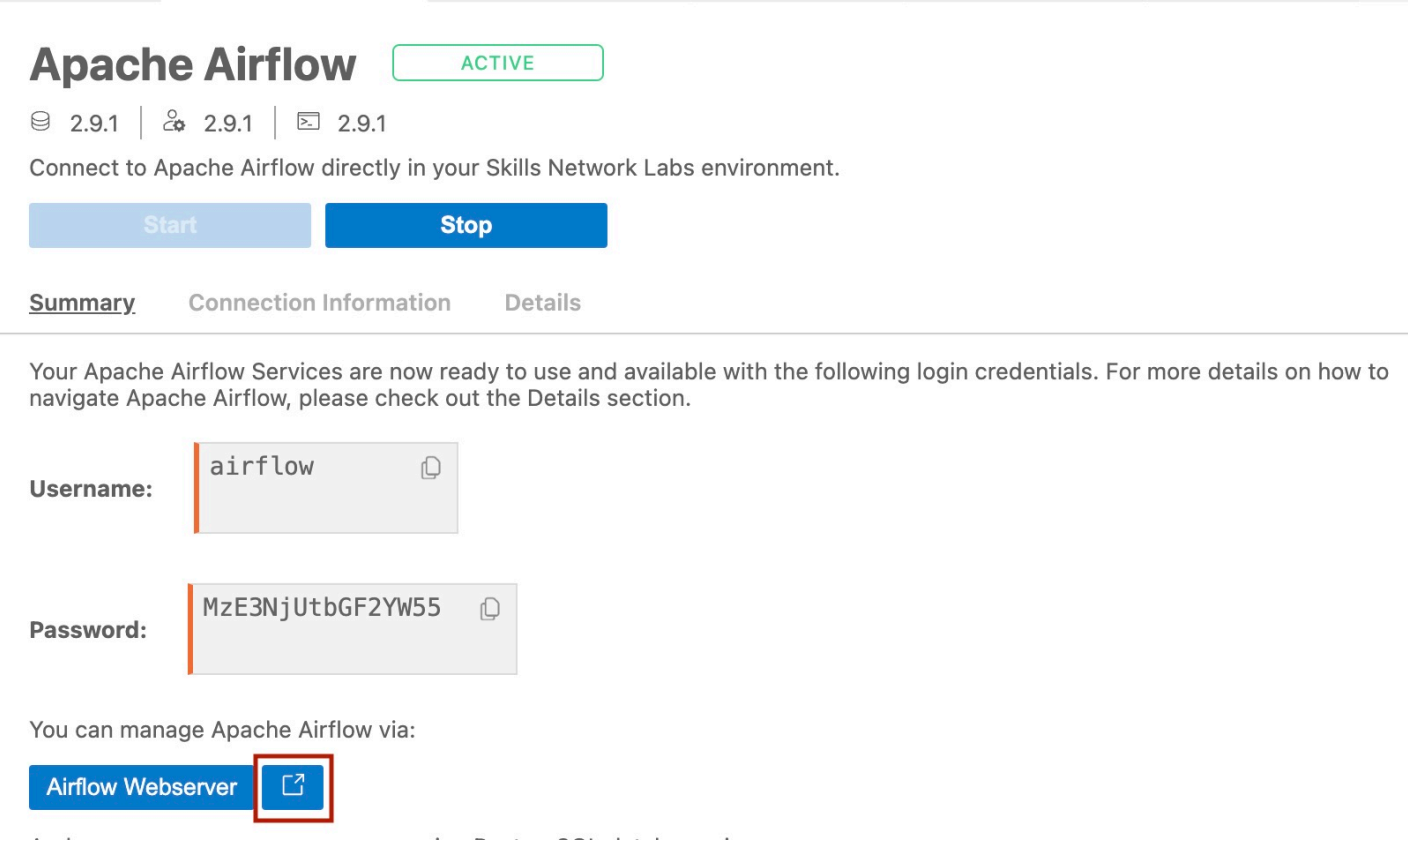 Apache Airflow ACTIVE
2.9.1 2.9.1 2.9.1
Connect to Apache Airflow directly in your Skills Network Labs environment.
Start Stop
Summary Connection Information Details
Your Apache Airflow Services are now ready to use and available with the following login credentials. For more details on how to
navigate Apache Airflow, please check out the Details section.
Username: airflow
Password: MzE3NjUtbGF2YW55
You can manage Apache Airflow via:
Airflow Webserver